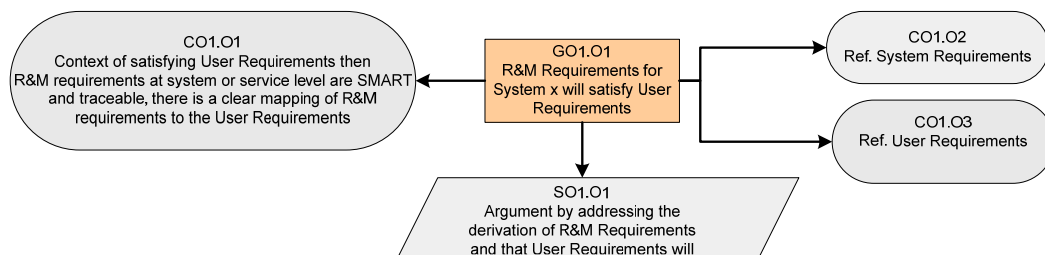 CO1.O1
Context of satisfying User Requirements then
R&M requirements at system or service level are SMART
and traceable, there is a clear mapping of R&M
requirements to the User Requirements
GO1.O1
R&M Requirements for
System x will satisfy User
Requirements
CO1.O2
Ref. System Requirements
CO1.O3
Ref. User Requirements
SO1.O1
Argument by addressing the
derivation of R&M Requirements
and that User Requirements will